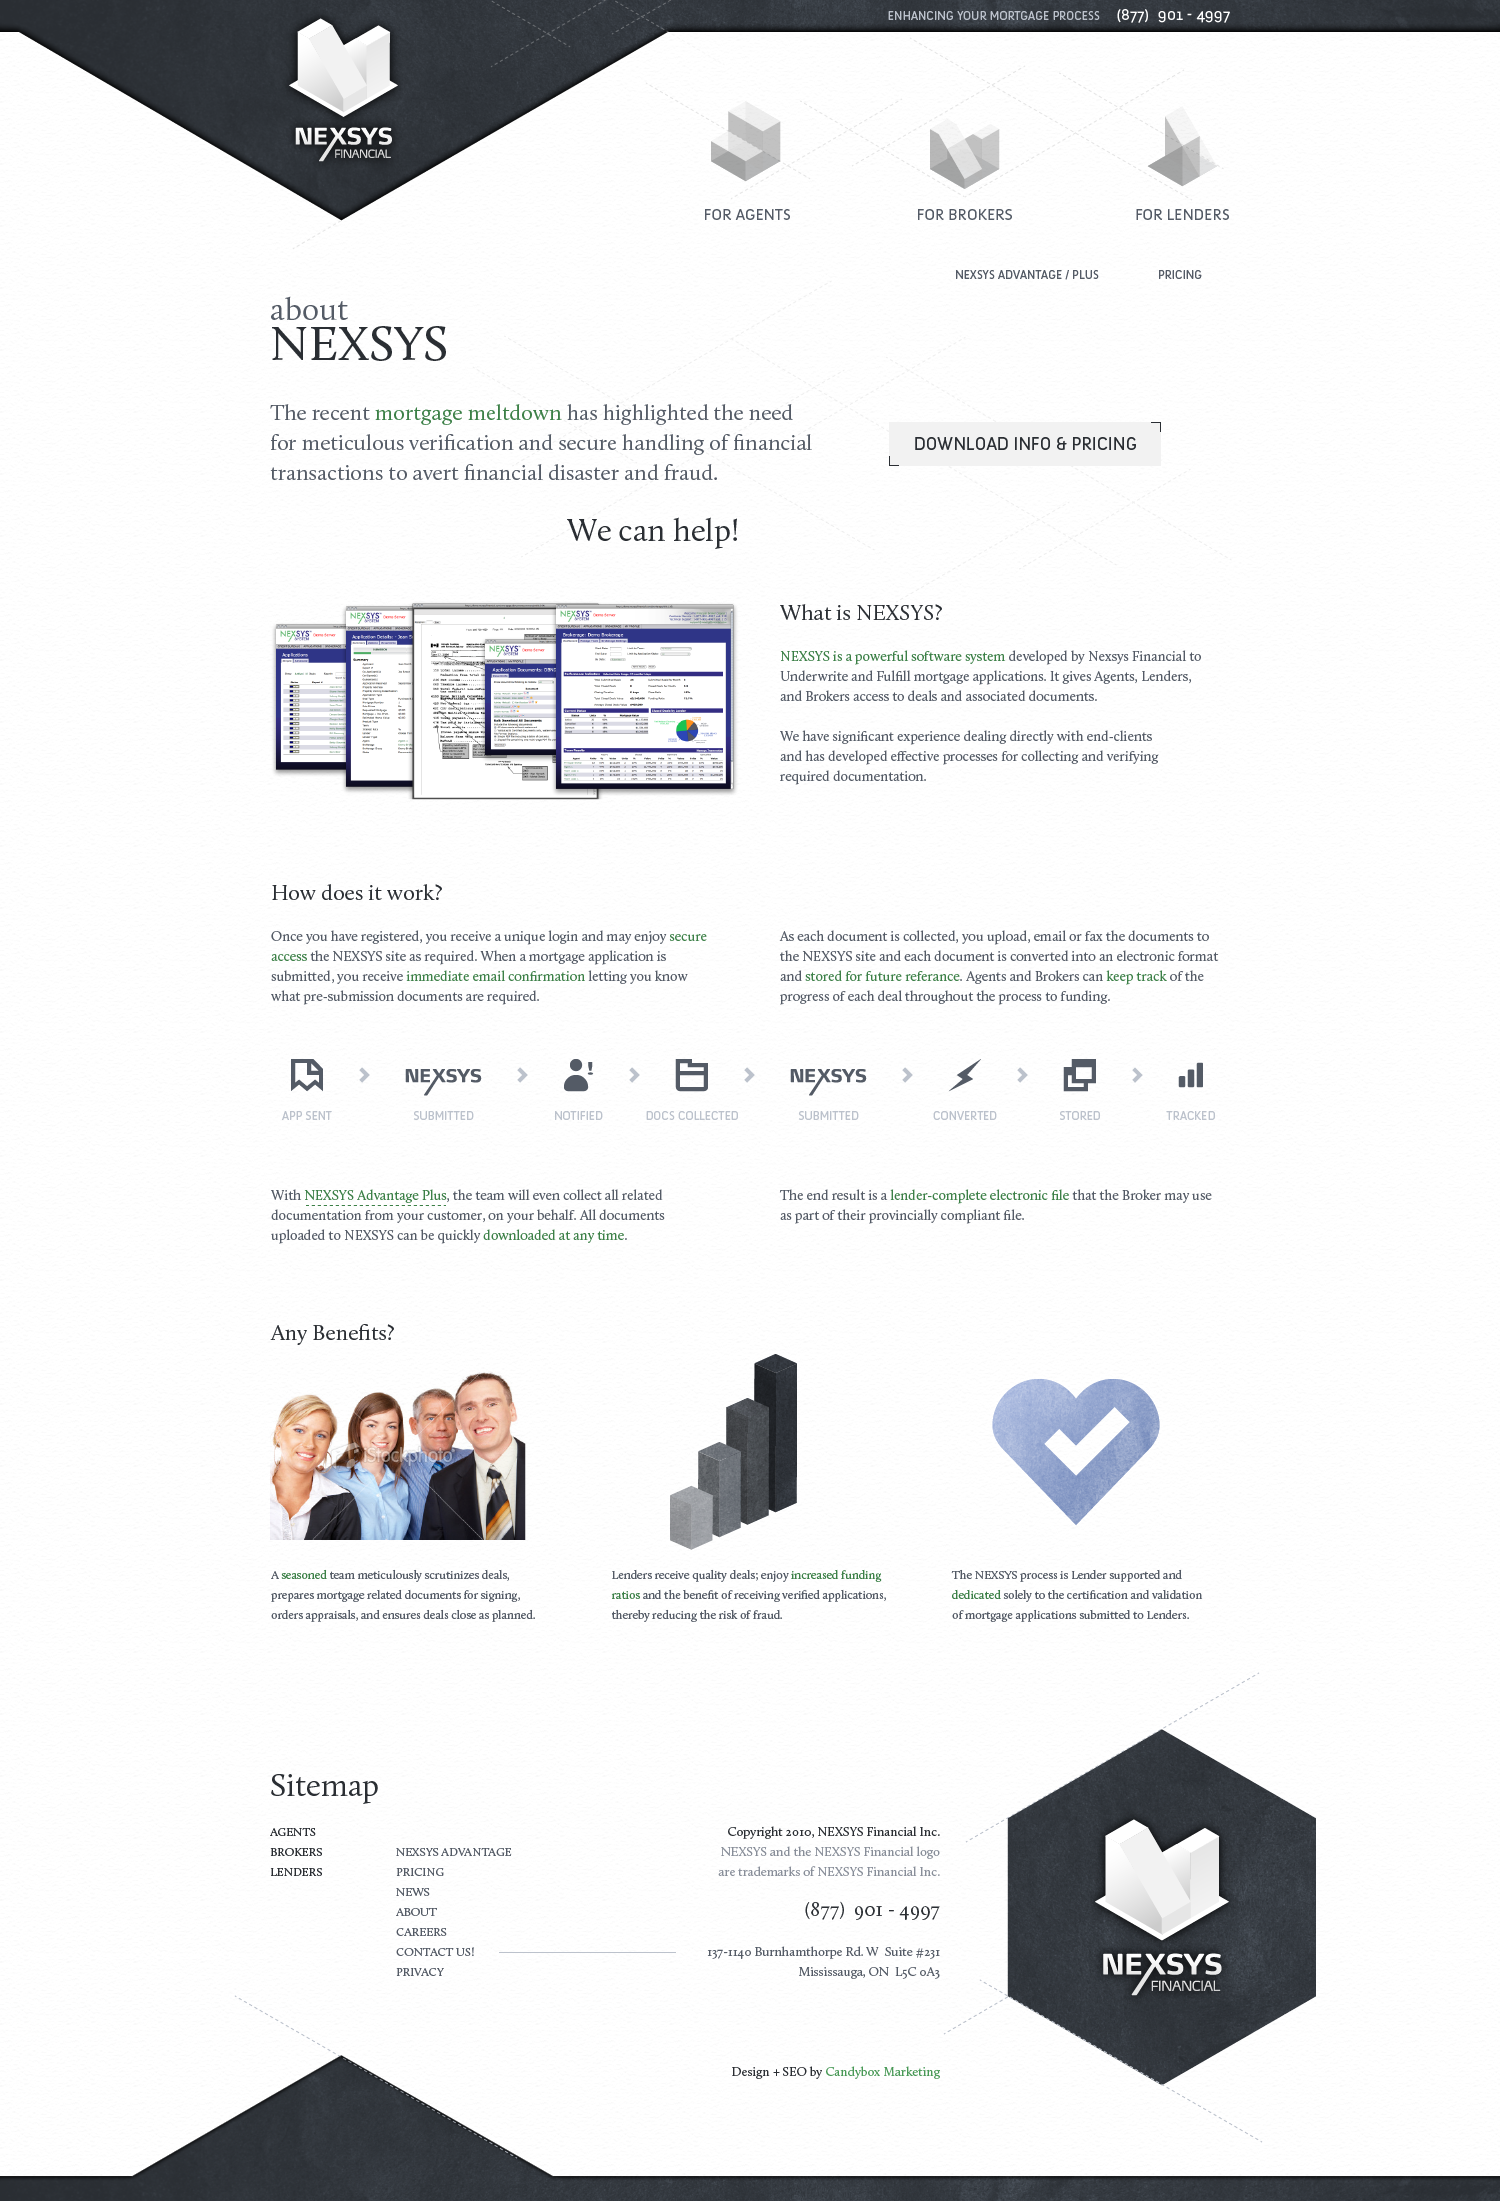 ENHANCING YOUR MORTGAGE PROCESS (877) 901 - 4997
NEXSYS
FINANCIAL
FOR AGENTS FOR BROKERS FOR LENDERS
NEXSYS ADVANTAGE / PLUS PRICING
about
NEXSYS
The recent mortgage meltdown has highlighted the need
for meticulous verification and secure handling of financial
transactions to avert financial disaster and fraud.
DOWNLOAD INFO & PRICING
We can help!
What is NEXSYS?
NEXSYS is a powerful software system developed by Nexsys Financial to
Underwrite and Fulfill mortgage applications. It gives Agents, Lenders,
and Brokers access to deals and associated documents.
We have significant experience dealing directly with end-clients
and has developed effective processes for collecting and verifying
required documentation.
How does it work?
Once you have registered, you receive a unique login and may enjoy secure
access the NEXSYS site as required. When a mortgage application is
submitted, you receive immediate email confirmation letting you know
what pre-submission documents are required.
As each document is collected, you upload, email or fax the documents to
the NEXSYS site and each document is converted into an electronic format
and stored for future referance. Agents and Brokers can keep track of the
progress of each deal throughout the process to funding.
NEXSYS NEXSYS
APP SENT SUBMITTED NOTIFIED DOCS COLLECTED SUBMITTED CONVERTED STORED TRACKED
With NEXSYS Advantage Plus, the team will even collect all related
documentation from your customer, on your behalf. All documents
uploaded to NEXSYS can be quickly downloaded at any time.
The end result is a lender-complete electronic file that the Broker may use
as part of their provincially compliant file.
Any Benefits?
iStockphoto
A seasoned team meticulously scrutinizes deals,
prepares mortgage related documents for signing,
orders appraisals, and ensures deals close as planned.
Lenders receive quality deals; enjoy increased funding
ratios and the benefit of receiving verified applications,
thereby reducing the risk of fraud.
The NEXSYS process is Lender supported and
dedicated solely to the certification and validation
of mortgage applications submitted to Lenders.
Sitemap
AGENTS
BROKERS
LENDERS
NEXSYS ADVANTAGE
PRICING
NEWS
ABOUT
CAREERS
CONTACT US!
PRIVACY
Copyright 2010, NEXSYS Financial Inc.
NEXSYS and the NEXSYS Financial logo
are trademarks of NEXSYS Financial Inc.
(877) 901 - 4997
137-1140 Burnhamthorpe Rd. W Suite #231
Mississauga, ON L5C 0A3
NEXSYS
FINANCIAL
Design + SEO by Candybox Marketing